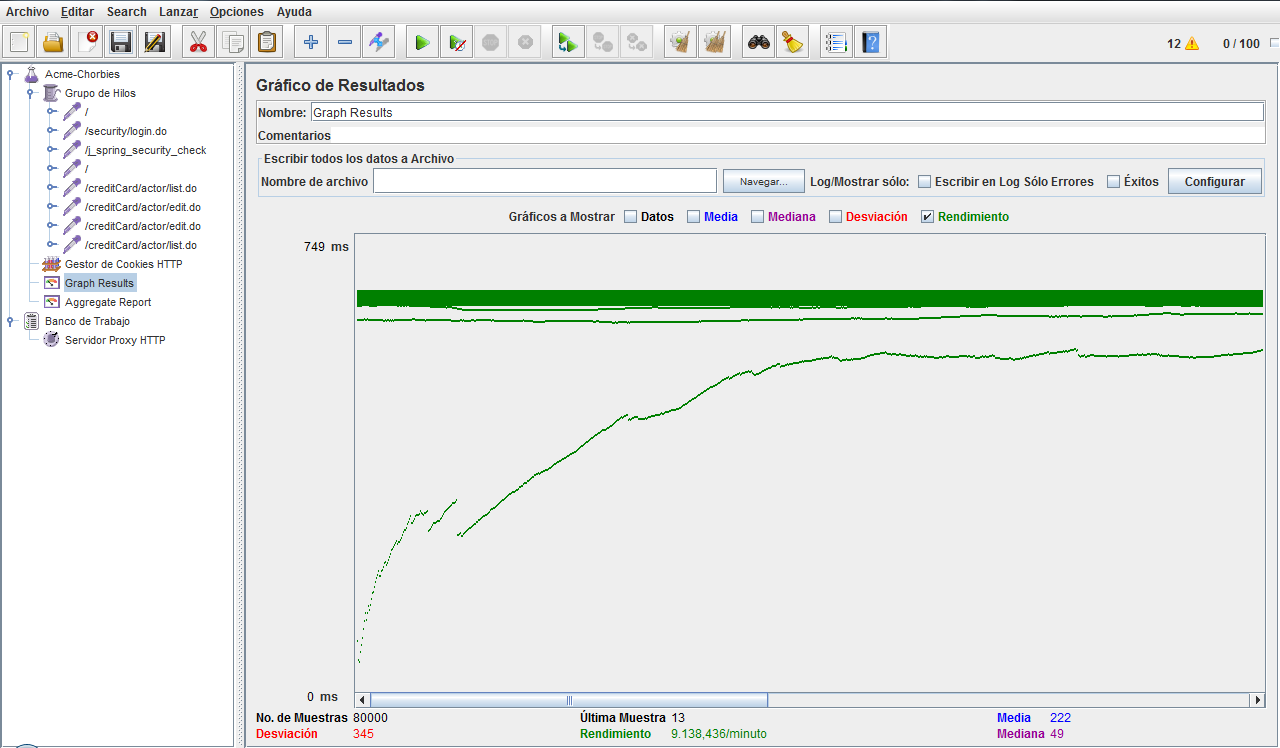 Archivo Editar Search Lanzar Opciones Ayuda
12 0 / 100
Acme-Chorbies
Grupo de Hilos
/
/security/login.do
/j_spring_security_check
/
/creditCard/actor/list.do
/creditCard/actor/edit.do
/creditCard/actor/edit.do
/creditCard/actor/list.do
Gestor de Cookies HTTP
Graph Results
Aggregate Report
Banco de Trabajo
Servidor Proxy HTTP
Gráfico de Resultados
Nombre: Graph Results
Comentarios
Escribir todos los datos a Archivo
Nombre de archivo Navegar... Log/Mostrar sólo: Escribir en Log Sólo Errores Éxitos Configurar
Gráficos a Mostrar Datos Media Mediana Desviación Rendimiento
749 ms
0 ms
No. de Muestras 80000 Última Muestra 13 Media 222
Desviación 345 Rendimiento 9.138,436/minuto Mediana 49